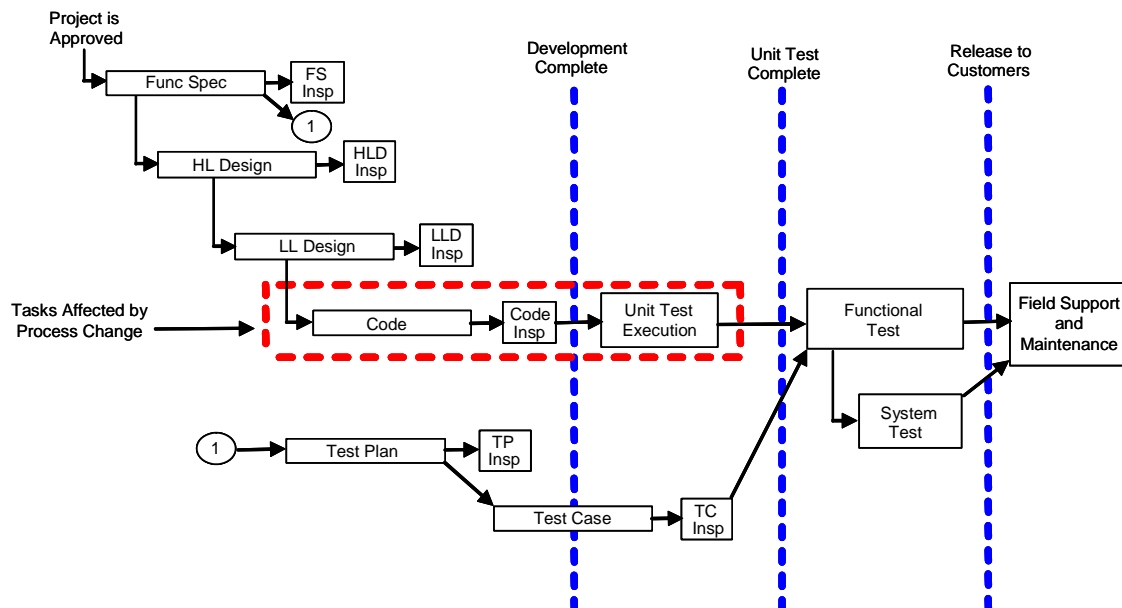 Project is
Approved
Development
Complete
Unit Test
Complete
Release to
Customers
Func Spec
FS
Insp
1
HL Design
HLD
Insp
LL Design
LLD
Insp
Tasks Affected by
Process Change
Code
Code
Insp
Unit Test
Execution
Functional
Test
Field Support
and
Maintenance
System
Test
1
Test Plan
TP
Insp
Test Case
TC
Insp